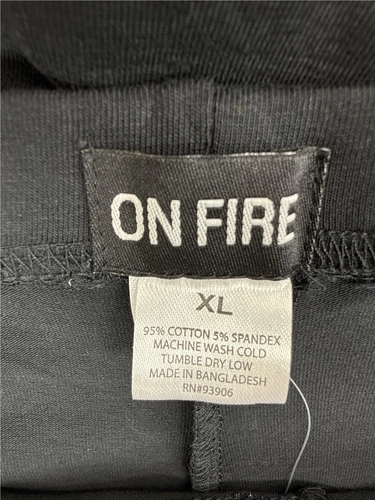 ON FIRE
XL
95% COTTON 5% SPANDEX
MACHINE WASH COLD
TUMBLE DRY LOW
MADE IN BANGLADESH
RN#93906